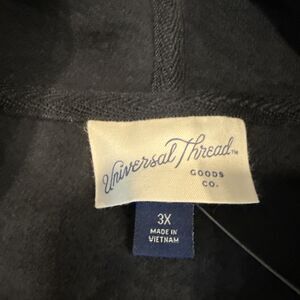 Universal Thread™
GOODS
CO.
3X
MADE IN
VIETNAM